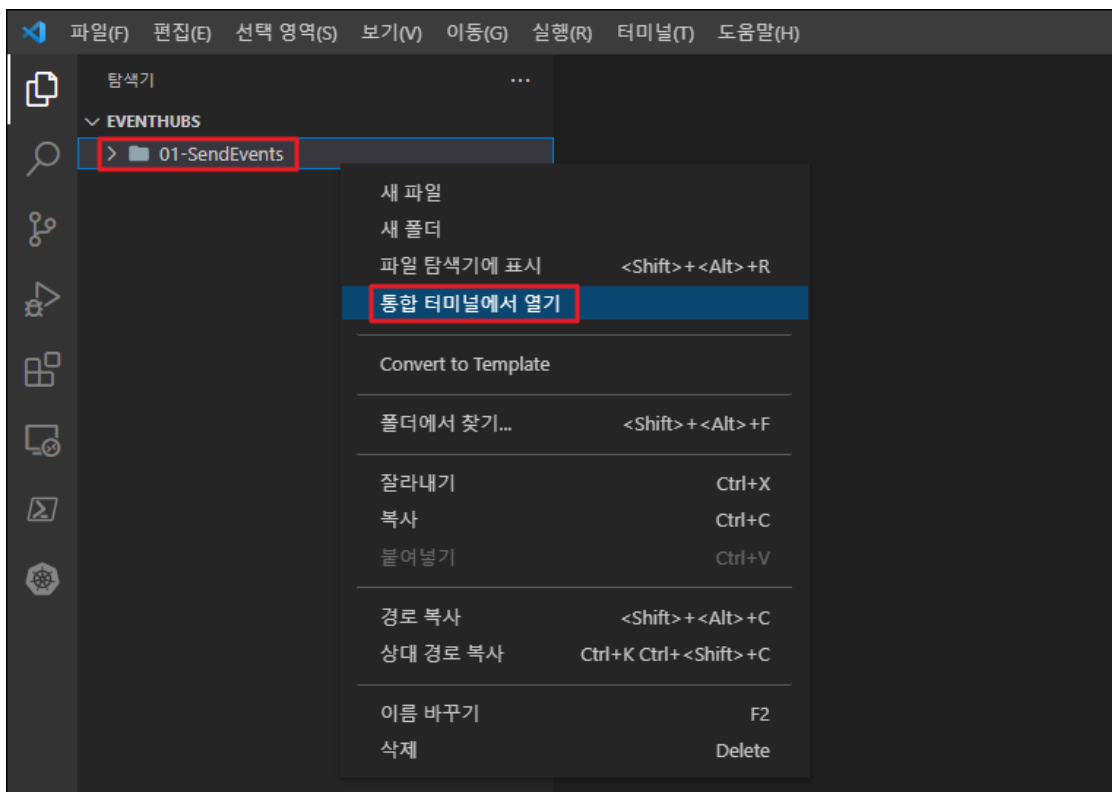 파일(F) 편집(E) 선택 영역(S) 보기(V) 이동(G) 실행(R) 터미널(T) 도움말(H)
탐색기 ···
EVENTHUBS
01-SendEvents
새 파일
새 폴더
파일 탐색기에 표시 <Shift>+<Alt>+R
통합 터미널에서 열기
Convert to Template
폴더에서 찾기... <Shift>+<Alt>+F
잘라내기 Ctrl+X
복사 Ctrl+C
붙여넣기 Ctrl+V
경로 복사 <Shift>+<Alt>+C
상대 경로 복사 Ctrl+K Ctrl+<Shift>+C
이름 바꾸기 F2
삭제 Delete